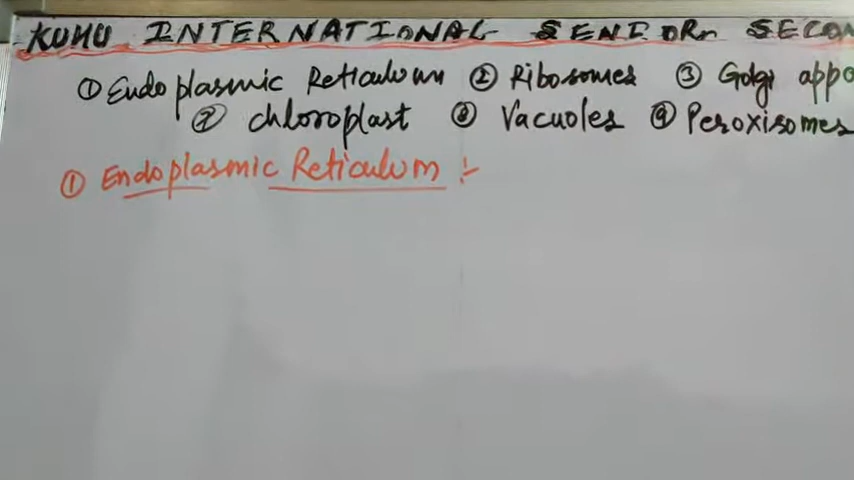 KUHU INTERNATIONAL SENIOR SECON
① Endoplasmic Reticulum ② Ribosomes ③ Golgi appa
⑦ chloroplast ⑧ Vacuoles ⑨ Peroxisomes
① Endoplasmic Reticulum :-